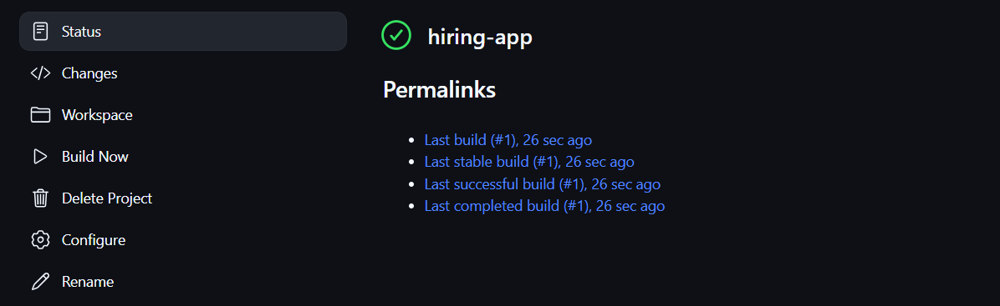 Status
Changes
Workspace
Build Now
Delete Project
Configure
Rename
hiring-app
Permalinks
Last build (#1), 26 sec ago
Last stable build (#1), 26 sec ago
Last successful build (#1), 26 sec ago
Last completed build (#1), 26 sec ago